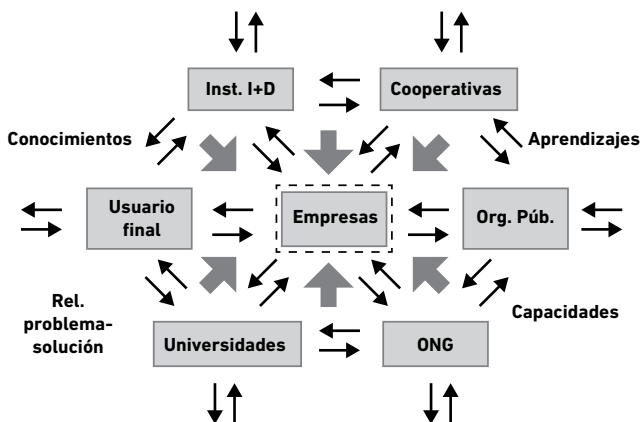 Inst. I+D
Cooperativas
Conocimientos
Aprendizajes
Usuario
final
Empresas
Org. Púb.
Rel.
problema-
solución
Capacidades
Universidades
ONG